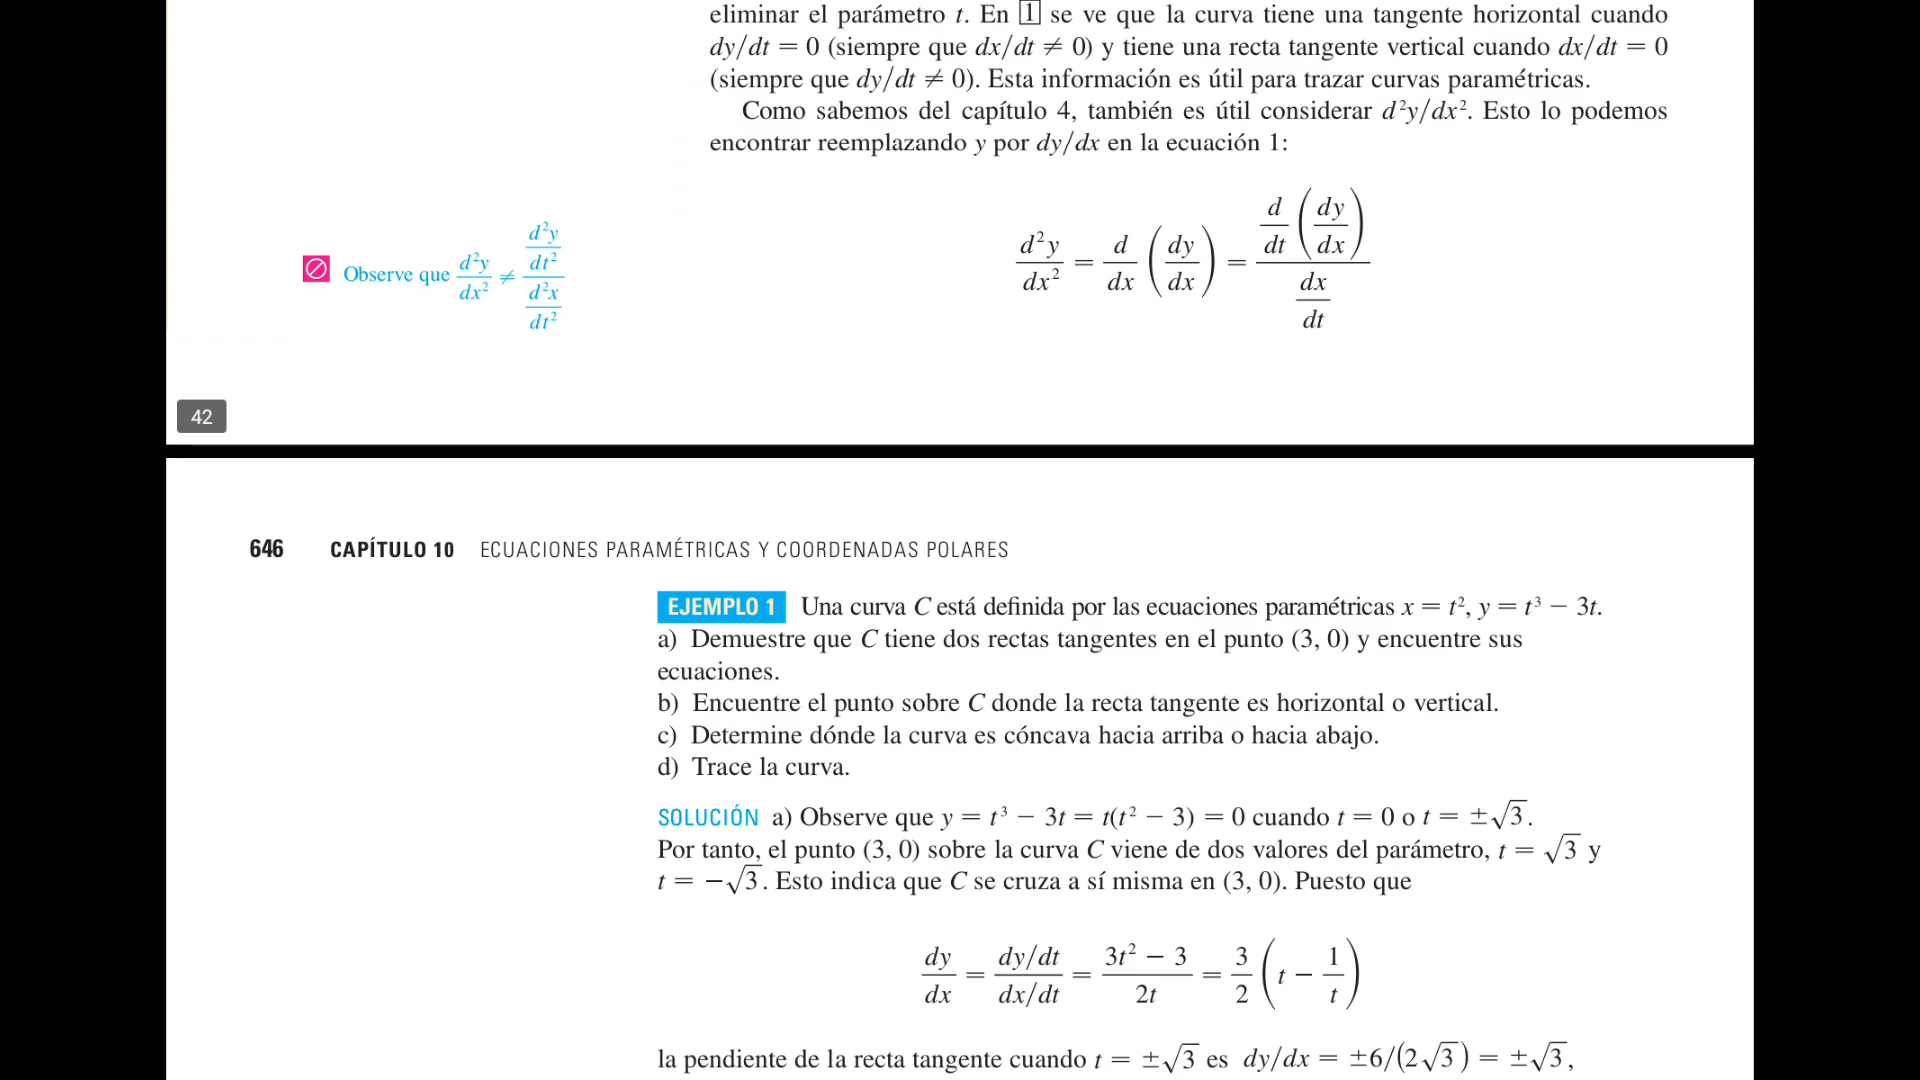 eliminar el parámetro t. En 1 se ve que la curva tiene una tangente horizontal cuando
dy/dt = 0 (siempre que dx/dt ≠ 0) y tiene una recta tangente vertical cuando dx/dt = 0
(siempre que dy/dt ≠ 0). Esta información es útil para trazar curvas paramétricas.
Como sabemos del capítulo 4, también es útil considerar d²y/dx². Esto lo podemos
encontrar reemplazando y por dy/dx en la ecuación 1:
Observe que d²y/dx² ≠ (d²y/dt²)/(d²x/dt²)
d²y/dx² = d/dx (dy/dx) = (d/dt (dy/dx))/(dx/dt)
42
646 CAPÍTULO 10 ECUACIONES PARAMÉTRICAS Y COORDENADAS POLARES
EJEMPLO 1 Una curva C está definida por las ecuaciones paramétricas x = t², y = t³ − 3t.
a) Demuestre que C tiene dos rectas tangentes en el punto (3, 0) y encuentre sus
ecuaciones.
b) Encuentre el punto sobre C donde la recta tangente es horizontal o vertical.
c) Determine dónde la curva es cóncava hacia arriba o hacia abajo.
d) Trace la curva.
SOLUCIÓN a) Observe que y = t³ − 3t = t(t² − 3) = 0 cuando t = 0 o t = ±√3.
Por tanto, el punto (3, 0) sobre la curva C viene de dos valores del parámetro, t = √3 y
t = −√3. Esto indica que C se cruza a sí misma en (3, 0). Puesto que
dy/dx = (dy/dt)/(dx/dt) = (3t² − 3)/2t = 3/2 (t − 1/t)
la pendiente de la recta tangente cuando t = ±√3 es dy/dx = ±6/(2√3) = ±√3,